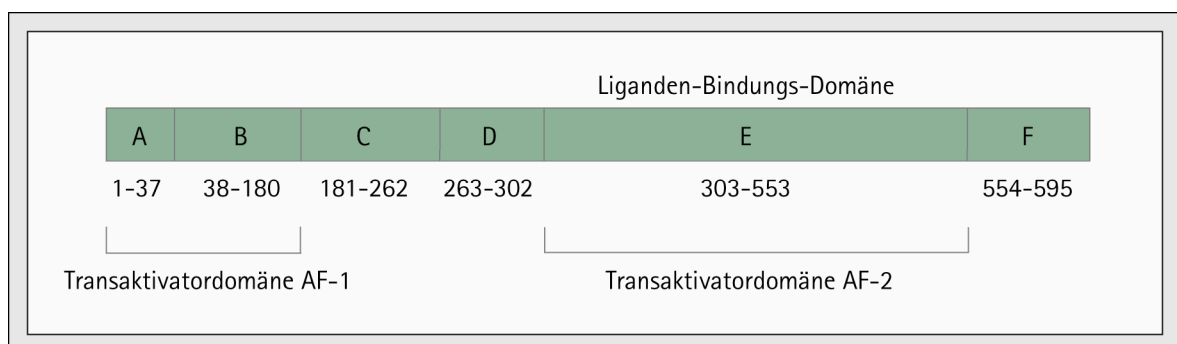 Liganden-Bindungs-Domäne
A B C D E F
1-37 38-180 181-262 263-302 303-553 554-595
Transaktivatordomäne AF-1 Transaktivatordomäne AF-2